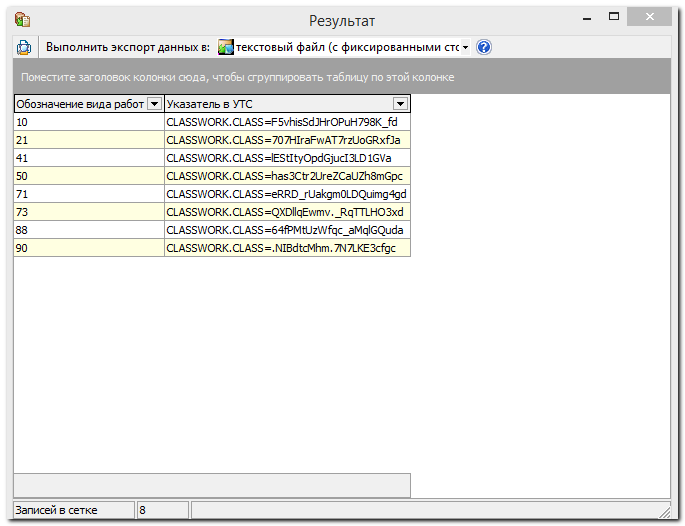 Результат
Выполнить экспорт данных в: текстовый файл (с фиксированными сто
Поместите заголовок колонки сюда, чтобы сгруппировать таблицу по этой колонке
Обозначение вида работ Указатель в УТС
10 CLASSWORK.CLASS=F5vhisSdJHrOPuH798K_fd
21 CLASSWORK.CLASS=707HIraFwAT7rzUoGRxfJa
41 CLASSWORK.CLASS=lEStItyOpdGjucI3LD1GVa
50 CLASSWORK.CLASS=has3Ctr2UreZCaUZh8mGpc
71 CLASSWORK.CLASS=eRRD_rUakgm0LDQuimg4gd
73 CLASSWORK.CLASS=QXDllqEwmv._RqTTLHO3xd
88 CLASSWORK.CLASS=64fPMtUzWfqc_aMqlGQuda
90 CLASSWORK.CLASS=.NIBdtcMhm.7N7LKE3cfgc
Записей в сетке 8